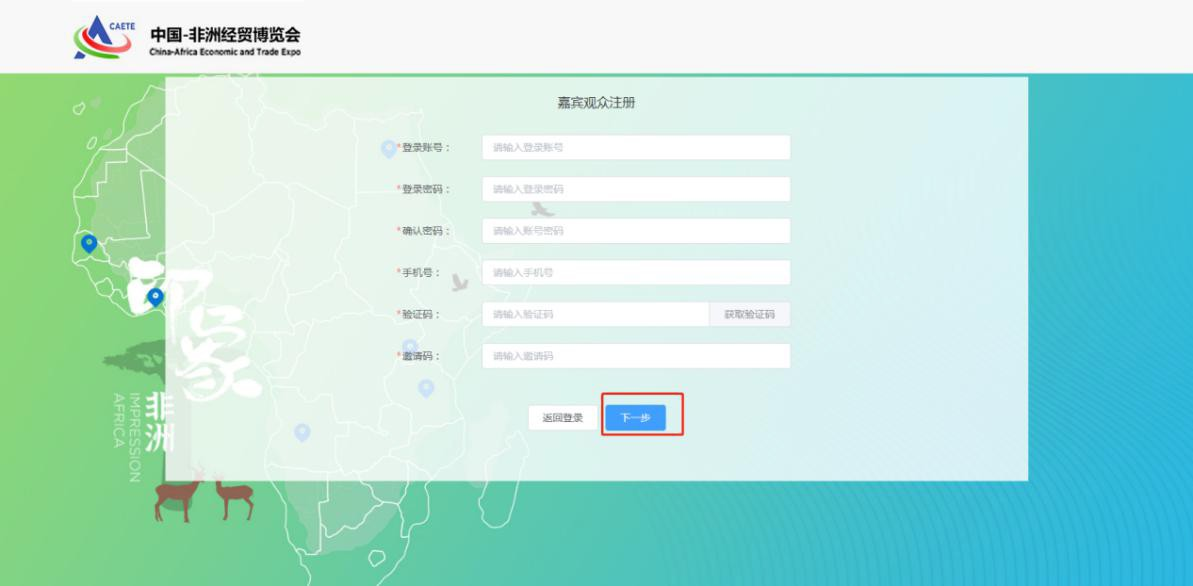 CAETE
中国-非洲经贸博览会
China-Africa Economic and Trade Expo
嘉宾观众注册
*登录账号： 请输入登录账号
*登录密码： 请输入登录密码
*确认密码： 请输入账号密码
*手机号： 请输入手机号
*验证码： 请输入验证码 获取验证码
*邀请码： 请输入邀请码
返回登录 下一步
印象
非洲
IMPRESSION
AFRICA